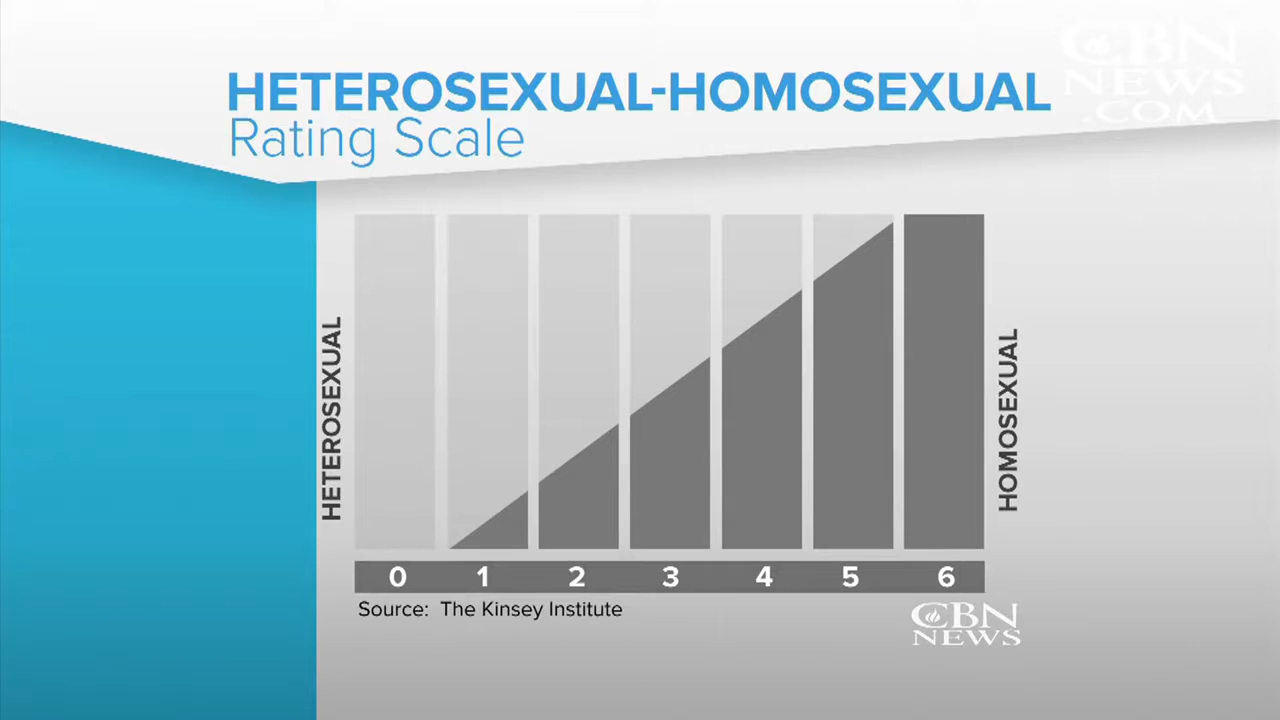 HETEROSEXUAL-HOMOSEXUAL
Rating Scale
CBN
NEWS
.COM
HETEROSEXUAL
HOMOSEXUAL
0 1 2 3 4 5 6
Source: The Kinsey Institute
CBN
NEWS